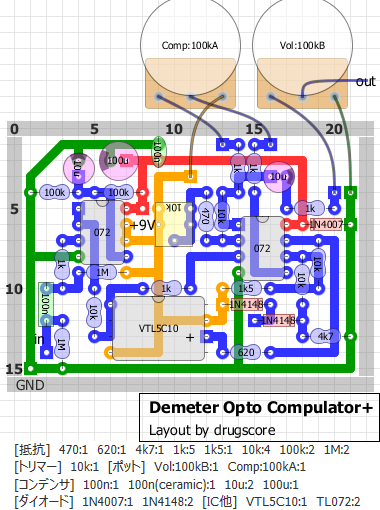 Comp:100kA Vol:100kB
out
0 5 10 15 20
100n
10u
100u
1k
1k
10u
100k 100k
10k
470
10k
1k
5
1N4007
072
+9V
072
1k
1M
10k
10k
10
100n
1k
1k5
10k
1N4148
1N4148
VTL5C10 +
in
1M
620
4k7
15
GND
Demeter Opto Compulator+
Layout by drugscore
[抵抗] 470:1 620:1 4k7:1 1k:5 1k5:1 10k:4 100k:2 1M:2
[トリマー] 10k:1 [ポット] Vol:100kB:1 Comp:100kA:1
[コンデンサ] 100n:1 100n(ceramic):1 10u:2 100u:1
[ダイオード] 1N4007:1 1N4148:2 [IC他] VTL5C10:1 TL072:2